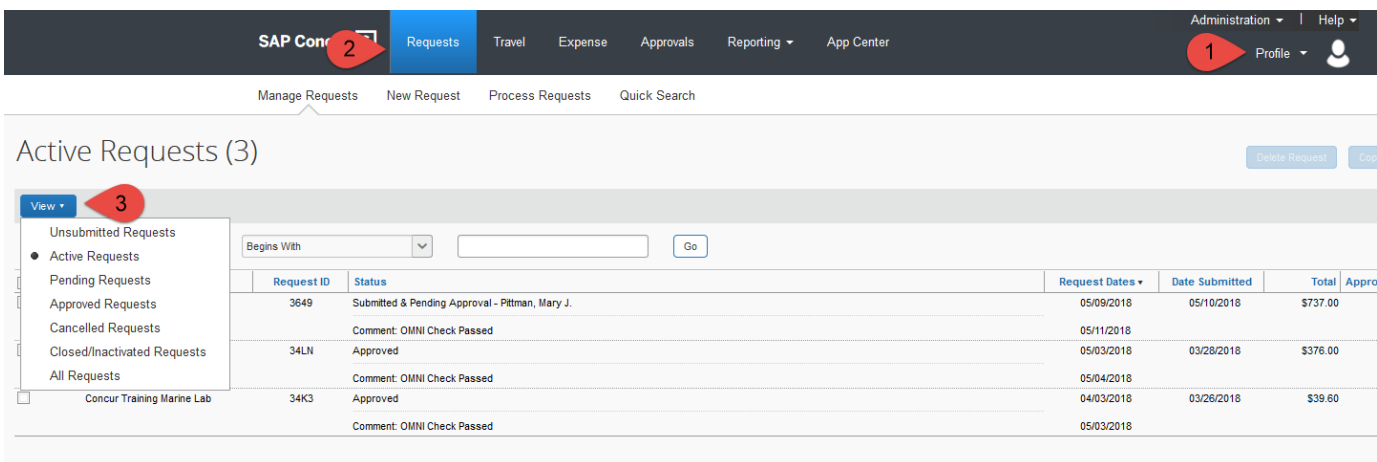 Administration | Help
SAP Conc 2 Requests Travel Expense Approvals Reporting App Center 1 Profile
Manage Requests New Request Process Requests Quick Search
Active Requests (3)
Delete Request Cop
View 3
Unsubmitted Requests
Begins With Go
Active Requests
Pending Requests Request ID Status Request Dates Date Submitted Total Appro
Approved Requests 3649 Submitted & Pending Approval - Pittman, Mary J. 05/09/2018 05/10/2018 $737.00
Cancelled Requests Comment: OMNI Check Passed 05/11/2018
Closed/Inactivated Requests 34LN Approved 05/03/2018 03/28/2018 $376.00
All Requests Comment: OMNI Check Passed 05/04/2018
Concur Training Marine Lab 34K3 Approved 04/03/2018 03/26/2018 $39.60
Comment: OMNI Check Passed 05/03/2018